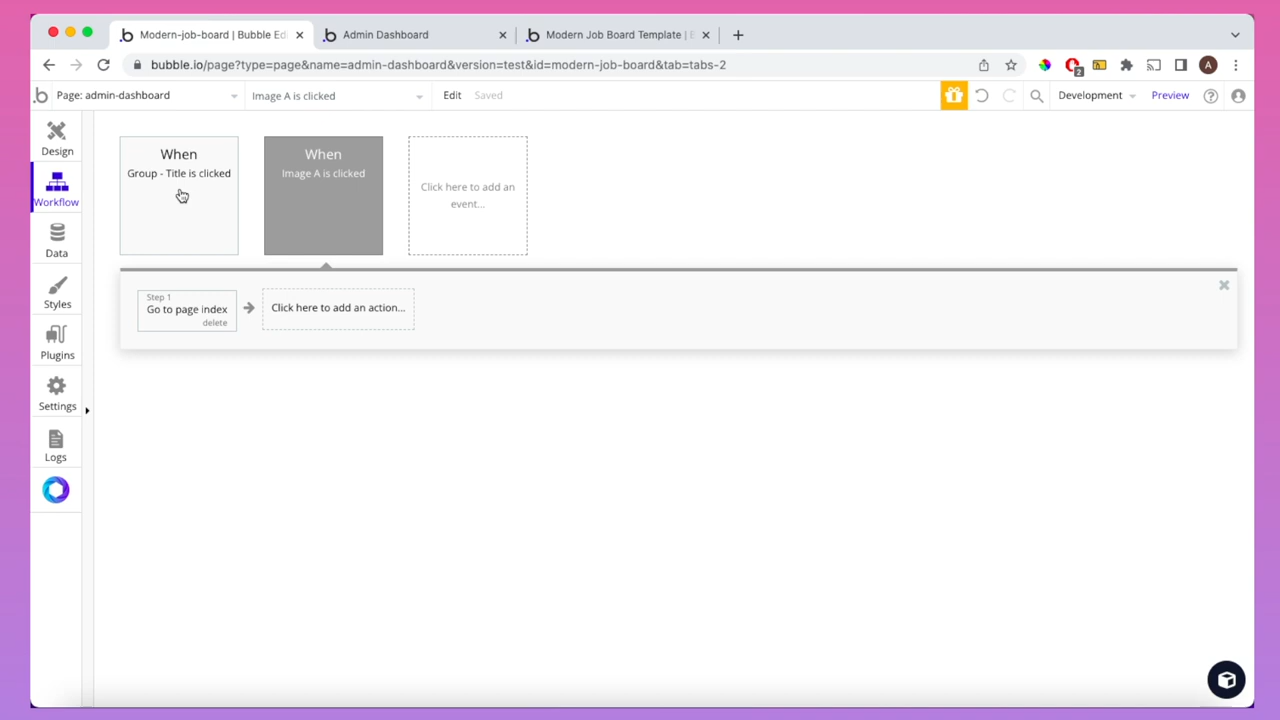 Modern-job-board | Bubble Edi
Admin Dashboard
Modern Job Board Template |
bubble.io/page?type=page&name=admin-dashboard&version=test&id=modern-job-board&tab=tabs-2
2
A
Page: admin-dashboard
Image A is clicked
Edit
Saved
Development
Preview
Design
Workflow
Data
Styles
Plugins
Settings
Logs
When
Group - Title is clicked
When
Image A is clicked
Click here to add an
event...
Step 1
Go to page index
delete
Click here to add an action...